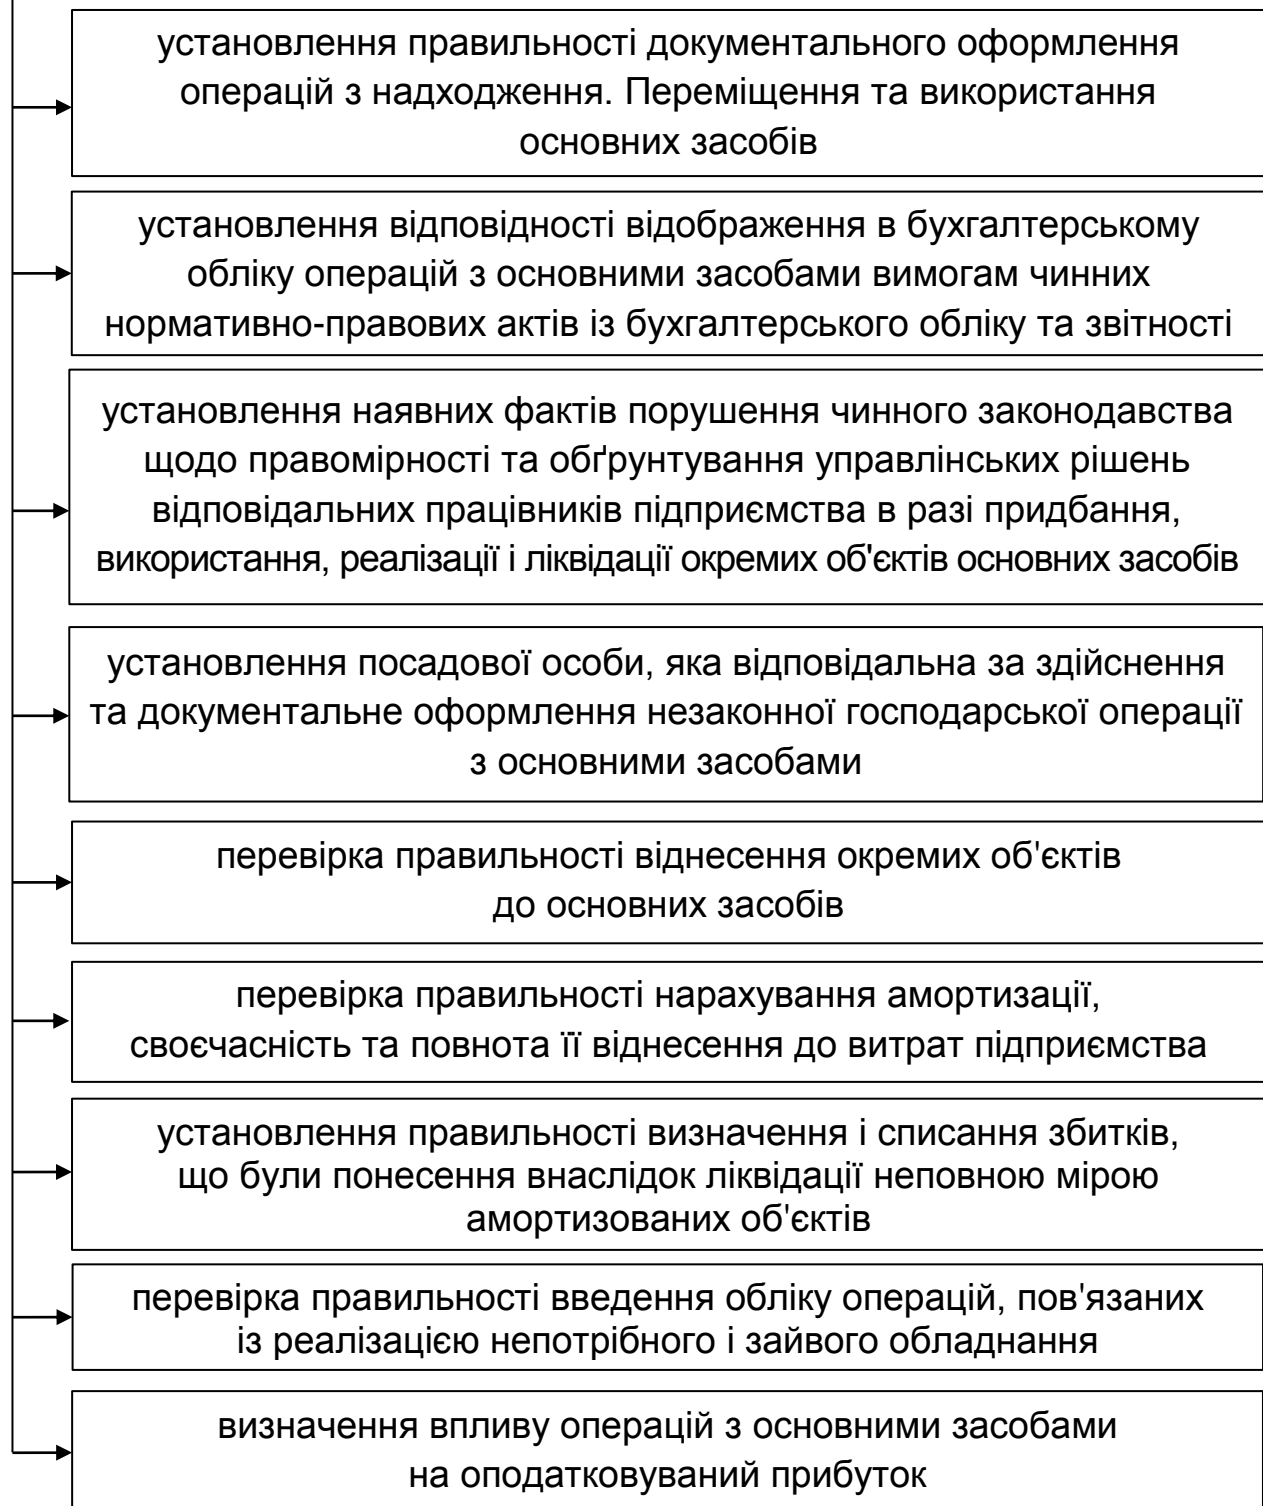 установлення правильності документального оформлення
операцій з надходження. Переміщення та використання
основних засобів
установлення відповідності відображення в бухгалтерському
обліку операцій з основними засобами вимогам чинних
нормативно-правових актів із бухгалтерського обліку та звітності
установлення наявних фактів порушення чинного законодавства
щодо правомірності та обґрунтування управлінських рішень
відповідальних працівників підприємства в разі придбання,
використання, реалізації і ліквідації окремих об'єктів основних засобів
установлення посадової особи, яка відповідальна за здійснення
та документальне оформлення незаконної господарської операції
з основними засобами
перевірка правильності віднесення окремих об'єктів
до основних засобів
перевірка правильності нарахування амортизації,
своєчасність та повнота її віднесення до витрат підприємства
установлення правильності визначення і списання збитків,
що були понесення внаслідок ліквідації неповною мірою
амортизованих об'єктів
перевірка правильності введення обліку операцій, пов'язаних
із реалізацією непотрібного і зайвого обладнання
визначення впливу операцій з основними засобами
на оподатковуваний прибуток